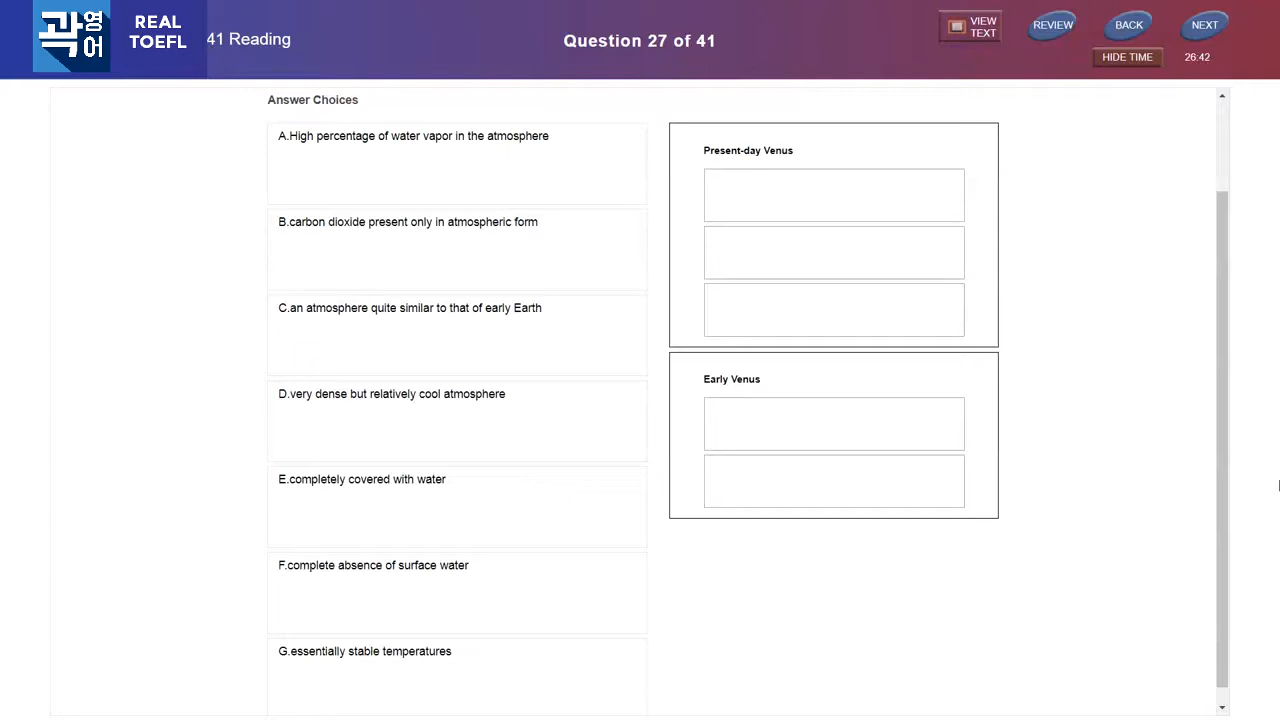 곽영어
REAL
TOEFL
41 Reading
Question 27 of 41
VIEW
TEXT
REVIEW
BACK
NEXT
HIDE TIME
26:42
Answer Choices
A.High percentage of water vapor in the atmosphere
B.carbon dioxide present only in atmospheric form
C.an atmosphere quite similar to that of early Earth
D.very dense but relatively cool atmosphere
E.completely covered with water
F.complete absence of surface water
G.essentially stable temperatures
Present-day Venus
Early Venus